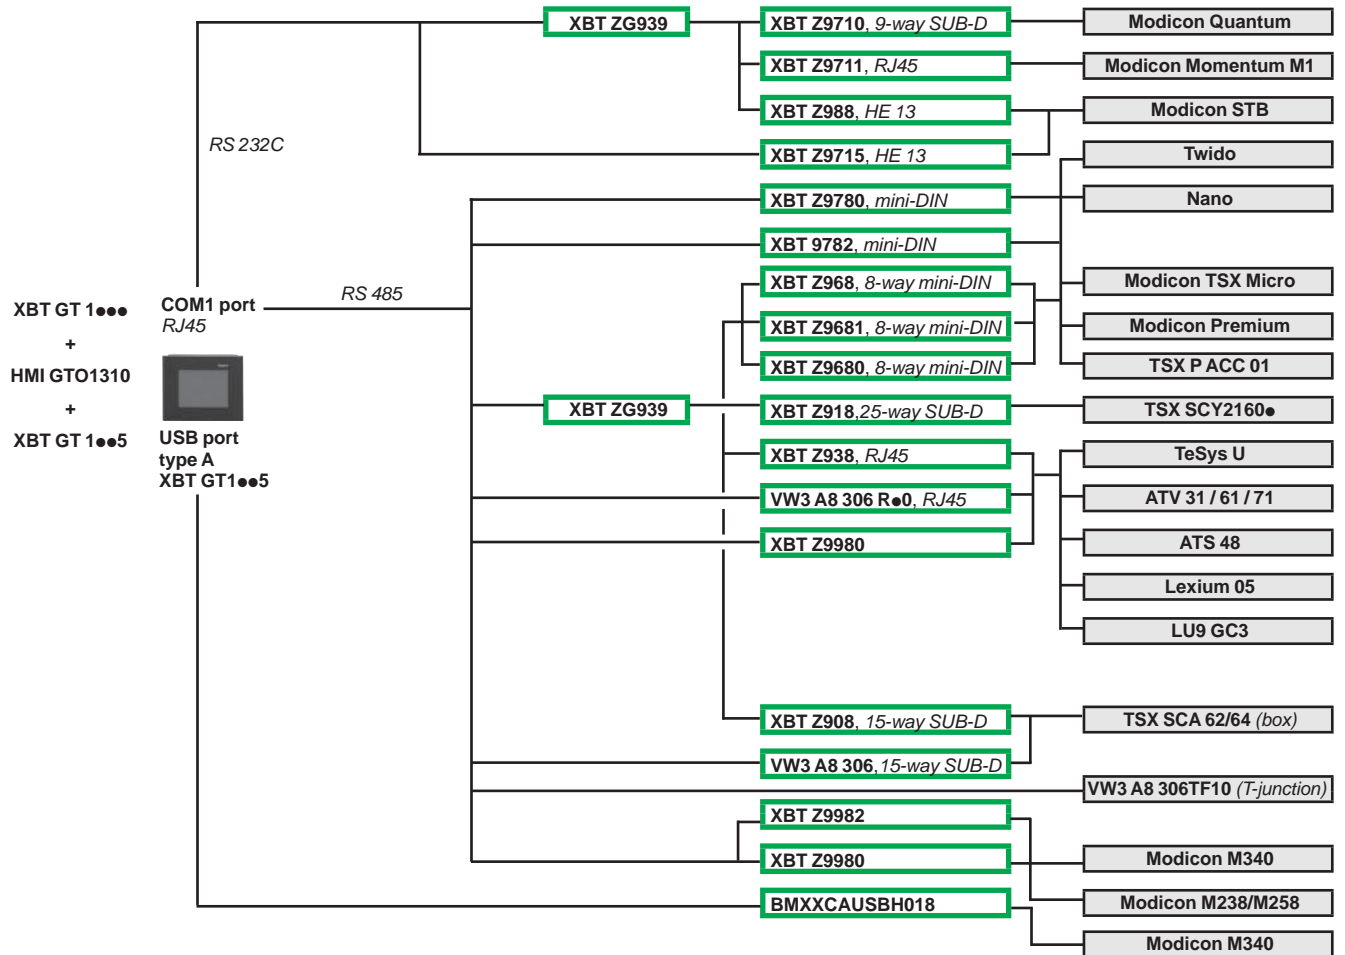 XBT ZG939
XBT Z9710, 9-way SUB-D
Modicon Quantum
XBT Z9711, RJ45
Modicon Momentum M1
XBT Z988, HE 13
Modicon STB
RS 232C
XBT Z9715, HE 13
Twido
XBT Z9780, mini-DIN
Nano
XBT 9782, mini-DIN
XBT Z968, 8-way mini-DIN
Modicon TSX Micro
RS 485
XBT GT 1●●●
COM1 port
RJ45
XBT Z9681, 8-way mini-DIN
Modicon Premium
+
XBT Z9680, 8-way mini-DIN
TSX P ACC 01
HMI GTO1310
+
XBT ZG939
XBT Z918,25-way SUB-D
TSX SCY2160●
XBT GT 1●●5
USB port
type A
XBT GT1●●5
XBT Z938, RJ45
TeSys U
VW3 A8 306 R●0, RJ45
ATV 31 / 61 / 71
XBT Z9980
ATS 48
Lexium 05
LU9 GC3
XBT Z908, 15-way SUB-D
TSX SCA 62/64 (box)
VW3 A8 306,15-way SUB-D
VW3 A8 306TF10 (T-junction)
XBT Z9982
XBT Z9980
Modicon M340
BMXXCAUSBH018
Modicon M238/M258
Modicon M340